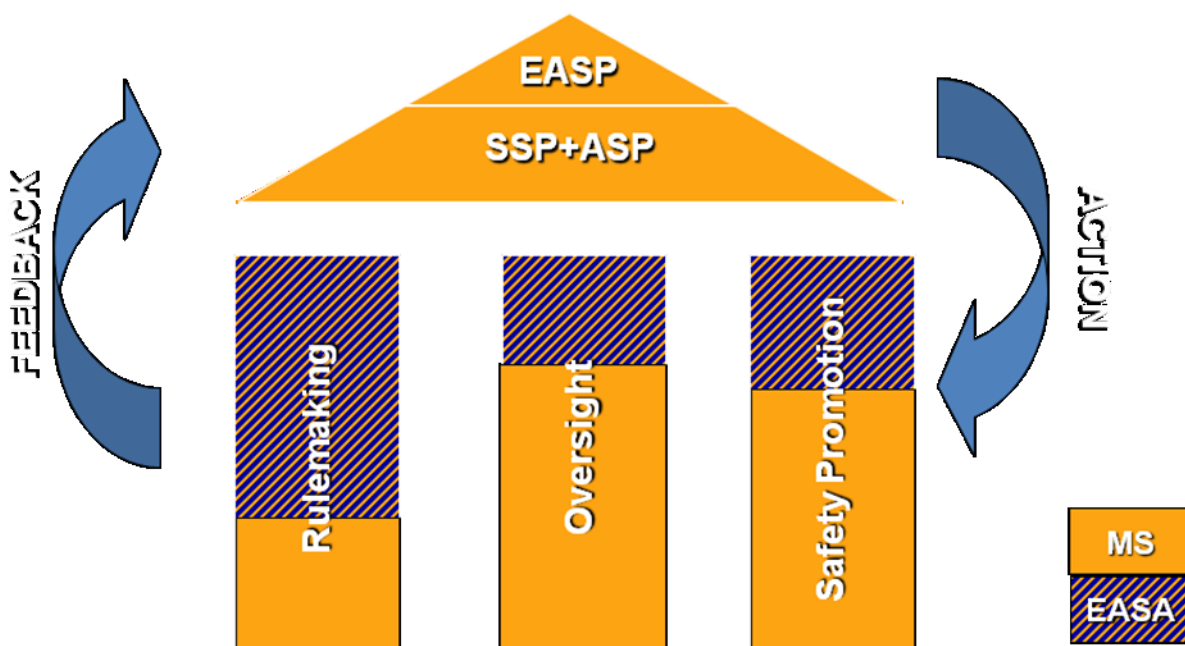 EASP
SSP+ASP
FEEDBACK
ACTION
Rulemaking
Oversight
Safety Promotion
MS
EASA